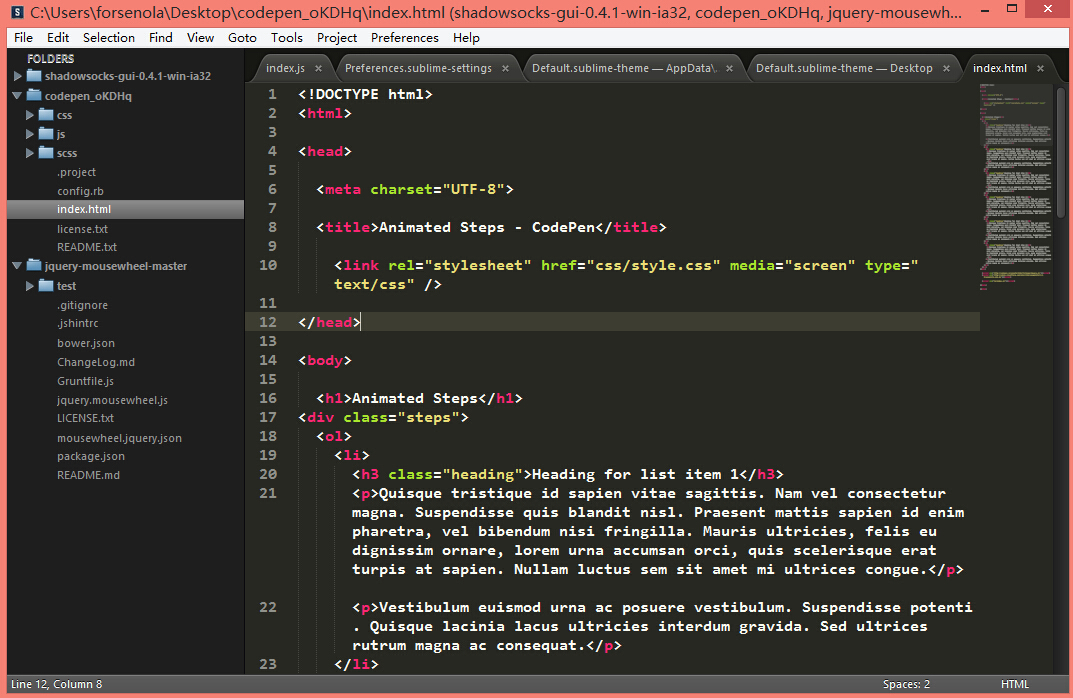 C:\Users\forsenola\Desktop\codepen_oKDHq\index.html (shadowsocks-gui-0.4.1-win-ia32, codepen_oKDHq, jquery-mousewh...
File Edit Selection Find View Goto Tools Project Preferences Help
FOLDERS
shadowsocks-gui-0.4.1-win-ia32
codepen_oKDHq
css
js
scss
.project
config.rb
index.html
license.txt
README.txt
jquery-mousewheel-master
test
.gitignore
.jshintrc
bower.json
ChangeLog.md
Gruntfile.js
jquery.mousewheel.js
LICENSE.txt
mousewheel.jquery.json
package.json
README.md
index.js × Preferences.sublime-settings × Default.sublime-theme — AppData\. × Default.sublime-theme — Desktop × index.html ×
1 <!DOCTYPE html>
2 <html>
3
4 <head>
5
6 <meta charset="UTF-8">
7
8 <title>Animated Steps - CodePen</title>
9
10 <link rel="stylesheet" href="css/style.css" media="screen" type="
text/css" />
11
12 </head>
13
14 <body>
15
16 <h1>Animated Steps</h1>
17 <div class="steps">
18 <ol>
19 <li>
20 <h3 class="heading">Heading for list item 1</h3>
21 <p>Quisque tristique id sapien vitae sagittis. Nam vel consectetur
magna. Suspendisse quis blandit nisl. Praesent mattis sapien id enim
pharetra, vel bibendum nisi fringilla. Mauris ultricies, felis eu
dignissim ornare, lorem urna accumsan orci, quis scelerisque erat
turpis at sapien. Nullam luctus sem sit amet mi ultrices congue.</p>
22 <p>Vestibulum euismod urna ac posuere vestibulum. Suspendisse potenti
. Quisque lacinia lacus ultricies interdum gravida. Sed ultrices
rutrum magna ac consequat.</p>
23 </li>
Line 12, Column 8 Spaces: 2 HTML